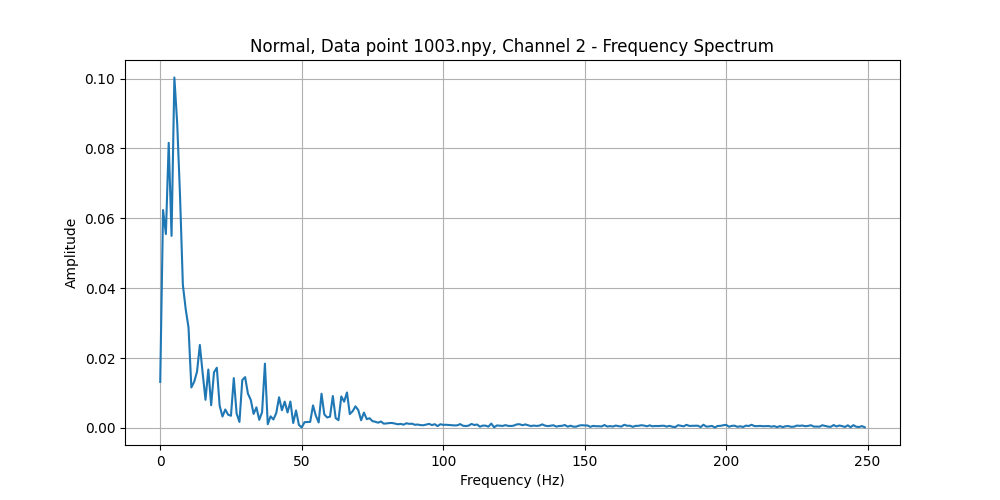 Normal, Data point 1003.npy, Channel 2 - Frequency Spectrum
0.10
0.08
0.06
0.04
0.02
0.00
Amplitude
0 50 100 150 200 250
Frequency (Hz)